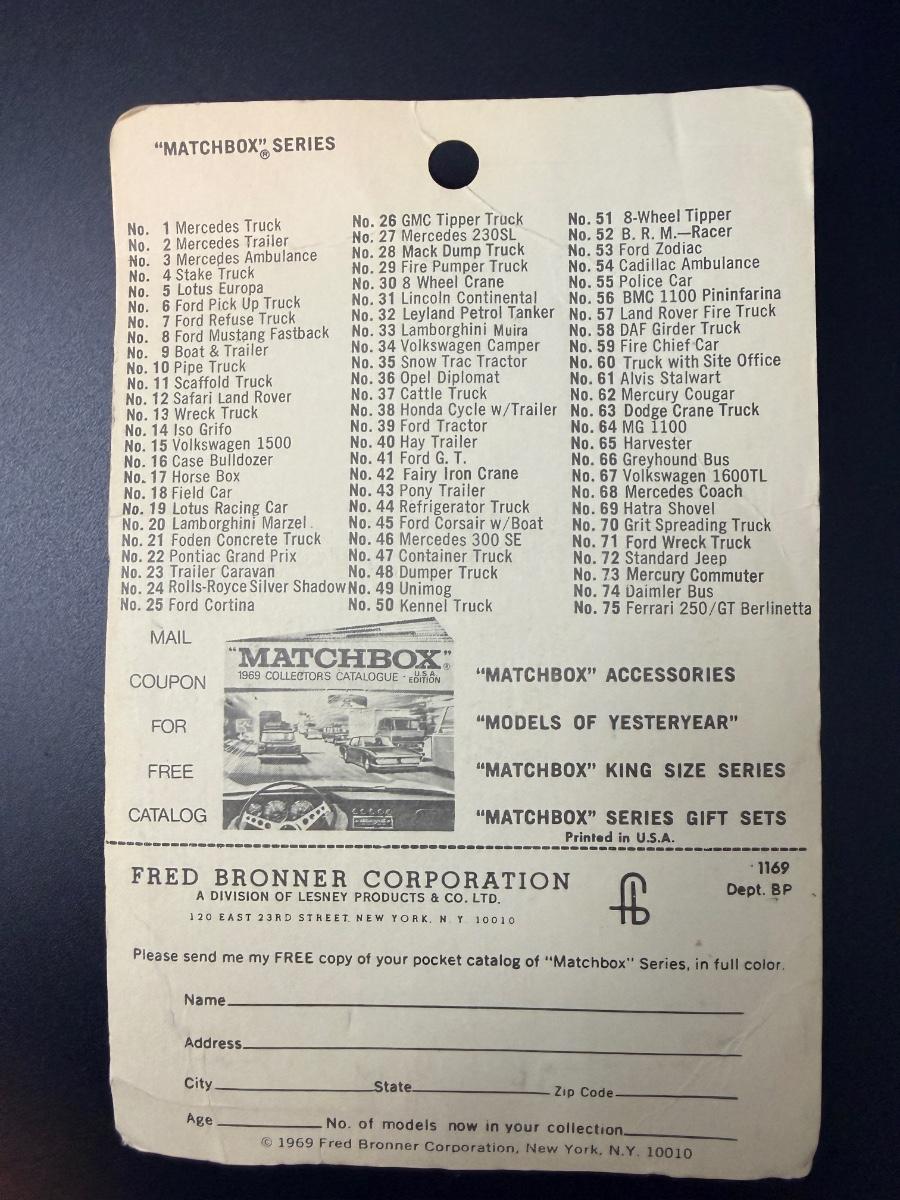 "MATCHBOX"® SERIES
No. 1 Mercedes Truck
No. 2 Mercedes Trailer
No. 3 Mercedes Ambulance
No. 4 Stake Truck
No. 5 Lotus Europa
No. 6 Ford Pick Up Truck
No. 7 Ford Refuse Truck
No. 8 Ford Mustang Fastback
No. 9 Boat & Trailer
No. 10 Pipe Truck
No. 11 Scaffold Truck
No. 12 Safari Land Rover
No. 13 Wreck Truck
No. 14 Iso Grifo
No. 15 Volkswagen 1500
No. 16 Case Bulldozer
No. 17 Horse Box
No. 18 Field Car
No. 19 Lotus Racing Car
No. 20 Lamborghini Marzel
No. 21 Foden Concrete Truck
No. 22 Pontiac Grand Prix
No. 23 Trailer Caravan
No. 24 Rolls-Royce Silver Shadow
No. 25 Ford Cortina
No. 26 GMC Tipper Truck
No. 27 Mercedes 230SL
No. 28 Mack Dump Truck
No. 29 Fire Pumper Truck
No. 30 8 Wheel Crane
No. 31 Lincoln Continental
No. 32 Leyland Petrol Tanker
No. 33 Lamborghini Muira
No. 34 Volkswagen Camper
No. 35 Snow Trac Tractor
No. 36 Opel Diplomat
No. 37 Cattle Truck
No. 38 Honda Cycle w/Trailer
No. 39 Ford Tractor
No. 40 Hay Trailer
No. 41 Ford G. T.
No. 42 Fairy Iron Crane
No. 43 Pony Trailer
No. 44 Refrigerator Truck
No. 45 Ford Corsair w/Boat
No. 46 Mercedes 300 SE
No. 47 Container Truck
No. 48 Dumper Truck
No. 49 Unimog
No. 50 Kennel Truck
No. 51 8-Wheel Tipper
No. 52 B. R. M.—Racer
No. 53 Ford Zodiac
No. 54 Cadillac Ambulance
No. 55 Police Car
No. 56 BMC 1100 Pininfarina
No. 57 Land Rover Fire Truck
No. 58 DAF Girder Truck
No. 59 Fire Chief Car
No. 60 Truck with Site Office
No. 61 Alvis Stalwart
No. 62 Mercury Cougar
No. 63 Dodge Crane Truck
No. 64 MG 1100
No. 65 Harvester
No. 66 Greyhound Bus
No. 67 Volkswagen 1600TL
No. 68 Mercedes Coach
No. 69 Hatra Shovel
No. 70 Grit Spreading Truck
No. 71 Ford Wreck Truck
No. 72 Standard Jeep
No. 73 Mercury Commuter
No. 74 Daimler Bus
No. 75 Ferrari 250/GT Berlinetta
MAIL
COUPON
FOR
FREE
CATALOG
"MATCHBOX"®
1969 COLLECTORS CATALOGUE - U.S.A. EDITION
"MATCHBOX" ACCESSORIES
"MODELS OF YESTERYEAR"
"MATCHBOX" KING SIZE SERIES
"MATCHBOX" SERIES GIFT SETS
Printed in U.S.A.
FRED BRONNER CORPORATION
A DIVISION OF LESNEY PRODUCTS & CO. LTD.
120 EAST 23RD STREET, NEW YORK, N.Y. 10010
1169
Dept. BP
Please send me my FREE copy of your pocket catalog of "Matchbox" Series, in full color.
Name
Address
City State Zip Code
Age No. of models now in your collection
© 1969 Fred Bronner Corporation, New York, N.Y. 10010